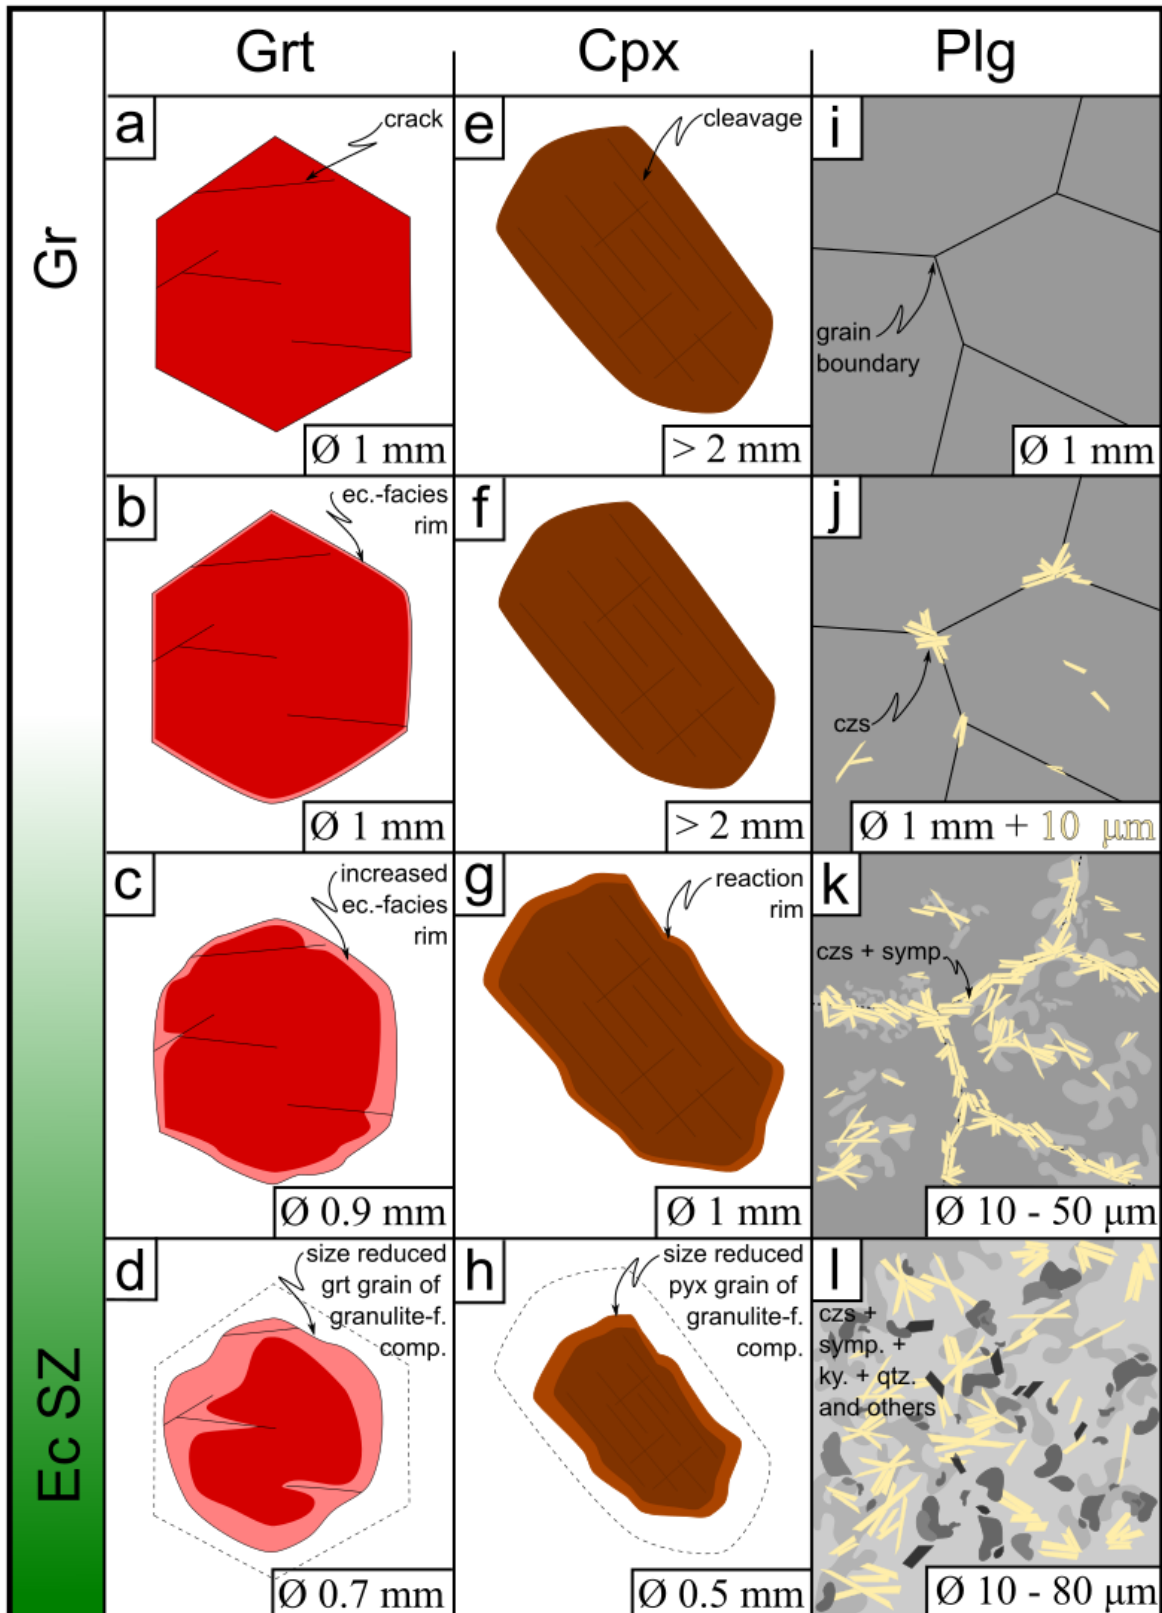 Grt
Cpx
Plg
Gr
Ec SZ
a
crack
Ø 1 mm
e
cleavage
> 2 mm
i
grain
boundary
Ø 1 mm
b
ec.-facies
rim
Ø 1 mm
f
> 2 mm
j
czs
Ø 1 mm + 10 µm
c
increased
ec.-facies
rim
Ø 0.9 mm
g
reaction
rim
Ø 1 mm
k
czs + symp.
Ø 10 - 50 µm
d
size reduced
grt grain of
granulite-f.
comp.
Ø 0.7 mm
h
size reduced
pyx grain of
granulite-f.
comp.
Ø 0.5 mm
l
czs +
symp. +
ky. + qtz.
and others
Ø 10 - 80 µm